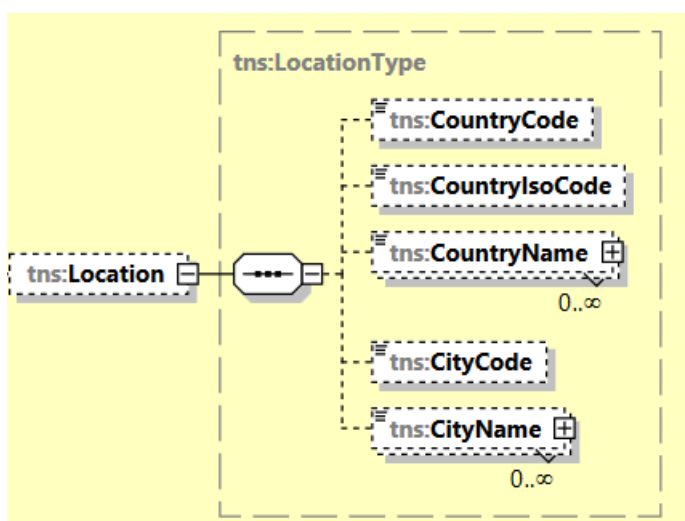 tns:LocationType
tns:CountryCode
tns:CountryIsoCode
tns:CountryName
0..∞
tns:Location
tns:CityCode
tns:CityName
0..∞